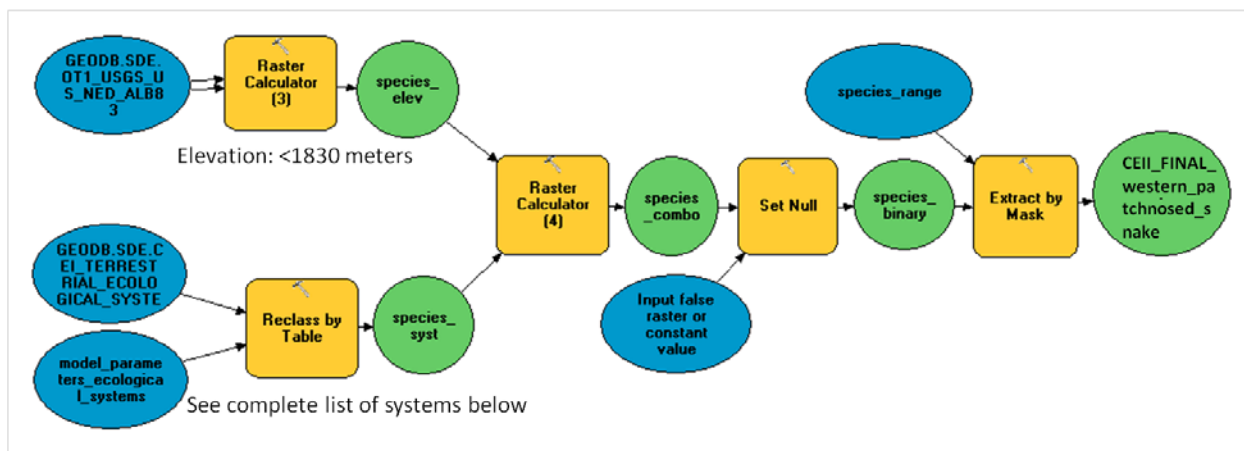 GEODB.SDE.
OT1_USGS_U
S_NED_ALB8
3
Raster
Calculator
(3)
species_
elev
Elevation: <1830 meters
species_range
Raster
Calculator
(4)
species
_combo
Set Null
species_
binary
Extract by
Mask
CEII_FINAL_
western_pa
tchnosed_s
nake
GEODB.SDE.C
EI_TERREST
RIAL_ECOLO
GICAL_SYSTE
Reclass by
Table
species_
syst
Input false
raster or
constant
value
model_parame
ters_ecologica
l_systems
See complete list of systems below